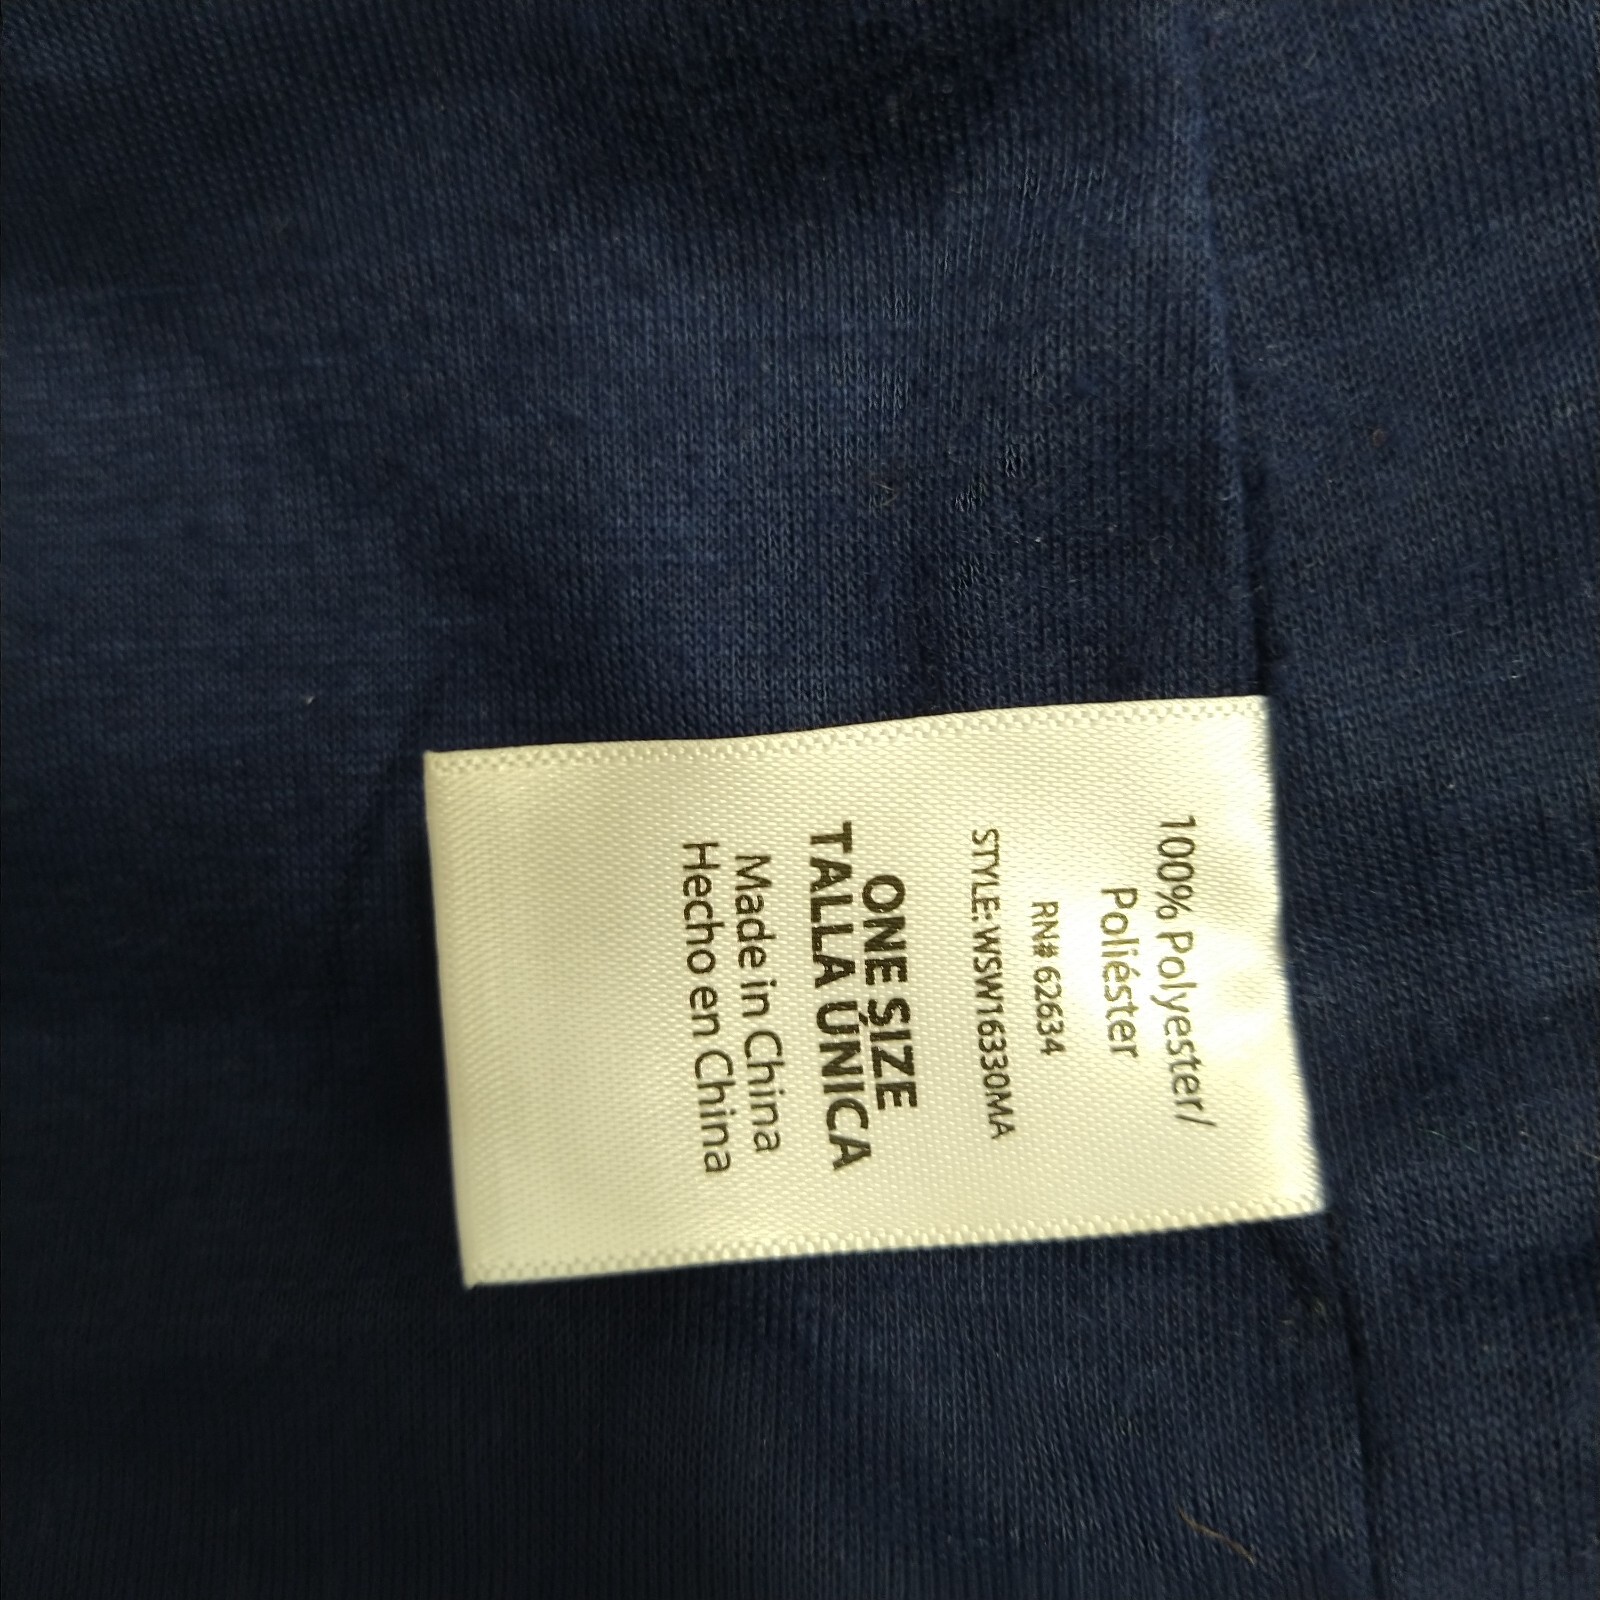 100% Polyester/
Poliéster
RN# 62634
STYLE: WSW16330MA
ONE SIZE
TALLA ÚNICA
Made in China
Hecho en China